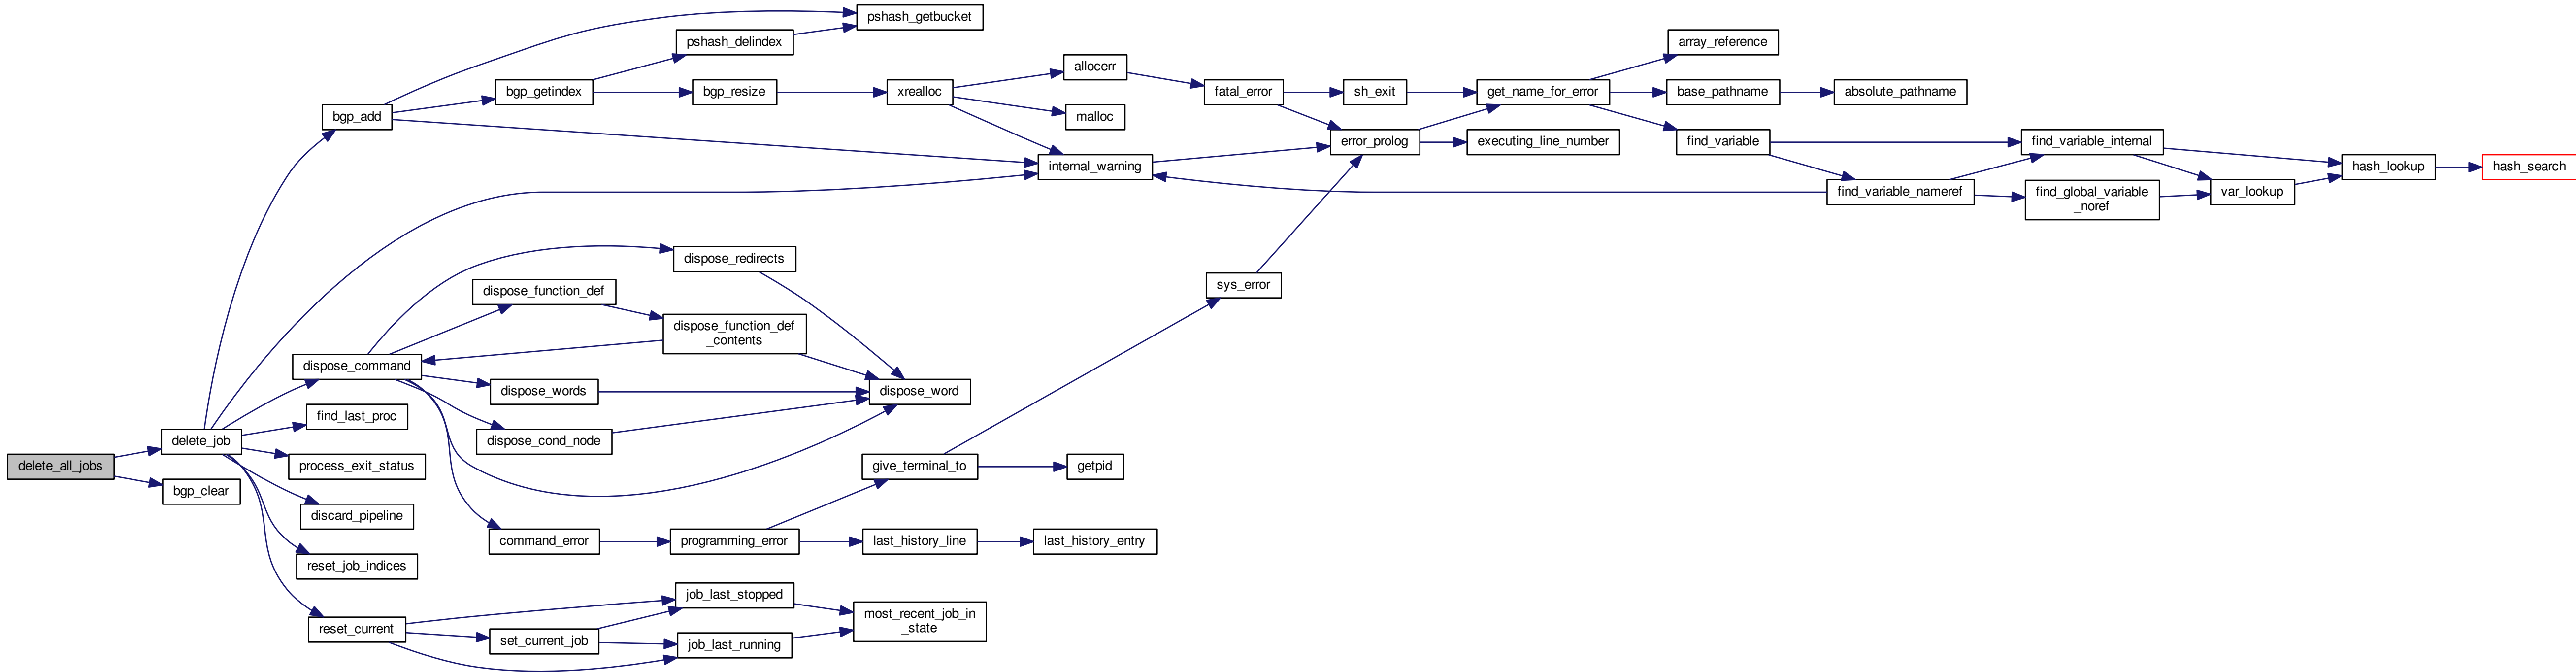 pshash_getbucket
pshash_delindex
array_reference
allocerr
bgp_getindex
bgp_resize
xrealloc
fatal_error
sh_exit
get_name_for_error
base_pathname
absolute_pathname
bgp_add
malloc
error_prolog
executing_line_number
find_variable
find_variable_internal
internal_warning
hash_lookup
hash_search
find_variable_nameref
find_global_variable
_noref
var_lookup
dispose_redirects
sys_error
dispose_function_def
dispose_function_def
_contents
dispose_command
dispose_words
dispose_word
find_last_proc
delete_job
dispose_cond_node
delete_all_jobs
process_exit_status
give_terminal_to
getpid
bgp_clear
discard_pipeline
command_error
programming_error
last_history_line
last_history_entry
reset_job_indices
job_last_stopped
most_recent_job_in
_state
reset_current
set_current_job
job_last_running